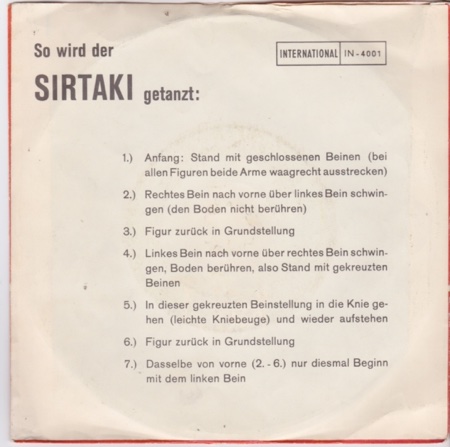 So wird der
INTERNATIONAL IN-4001
SIRTAKI getanzt:
1.) Anfang: Stand mit geschlossenen Beinen (bei
allen Figuren beide Arme waagrecht ausstrecken)
2.) Rechtes Bein nach vorne über linkes Bein schwin-
gen (den Boden nicht berühren)
3.) Figur zurück in Grundstellung
4.) Linkes Bein nach vorne über rechtes Bein schwin-
gen, Boden berühren, also Stand mit gekreuzten
Beinen
5.) In dieser gekreuzten Beinstellung in die Knie ge-
hen (leichte Kniebeuge) und wieder aufstehen
6.) Figur zurück in Grundstellung
7.) Dasselbe von vorne (2.-6.) nur diesmal Beginn
mit dem linken Bein